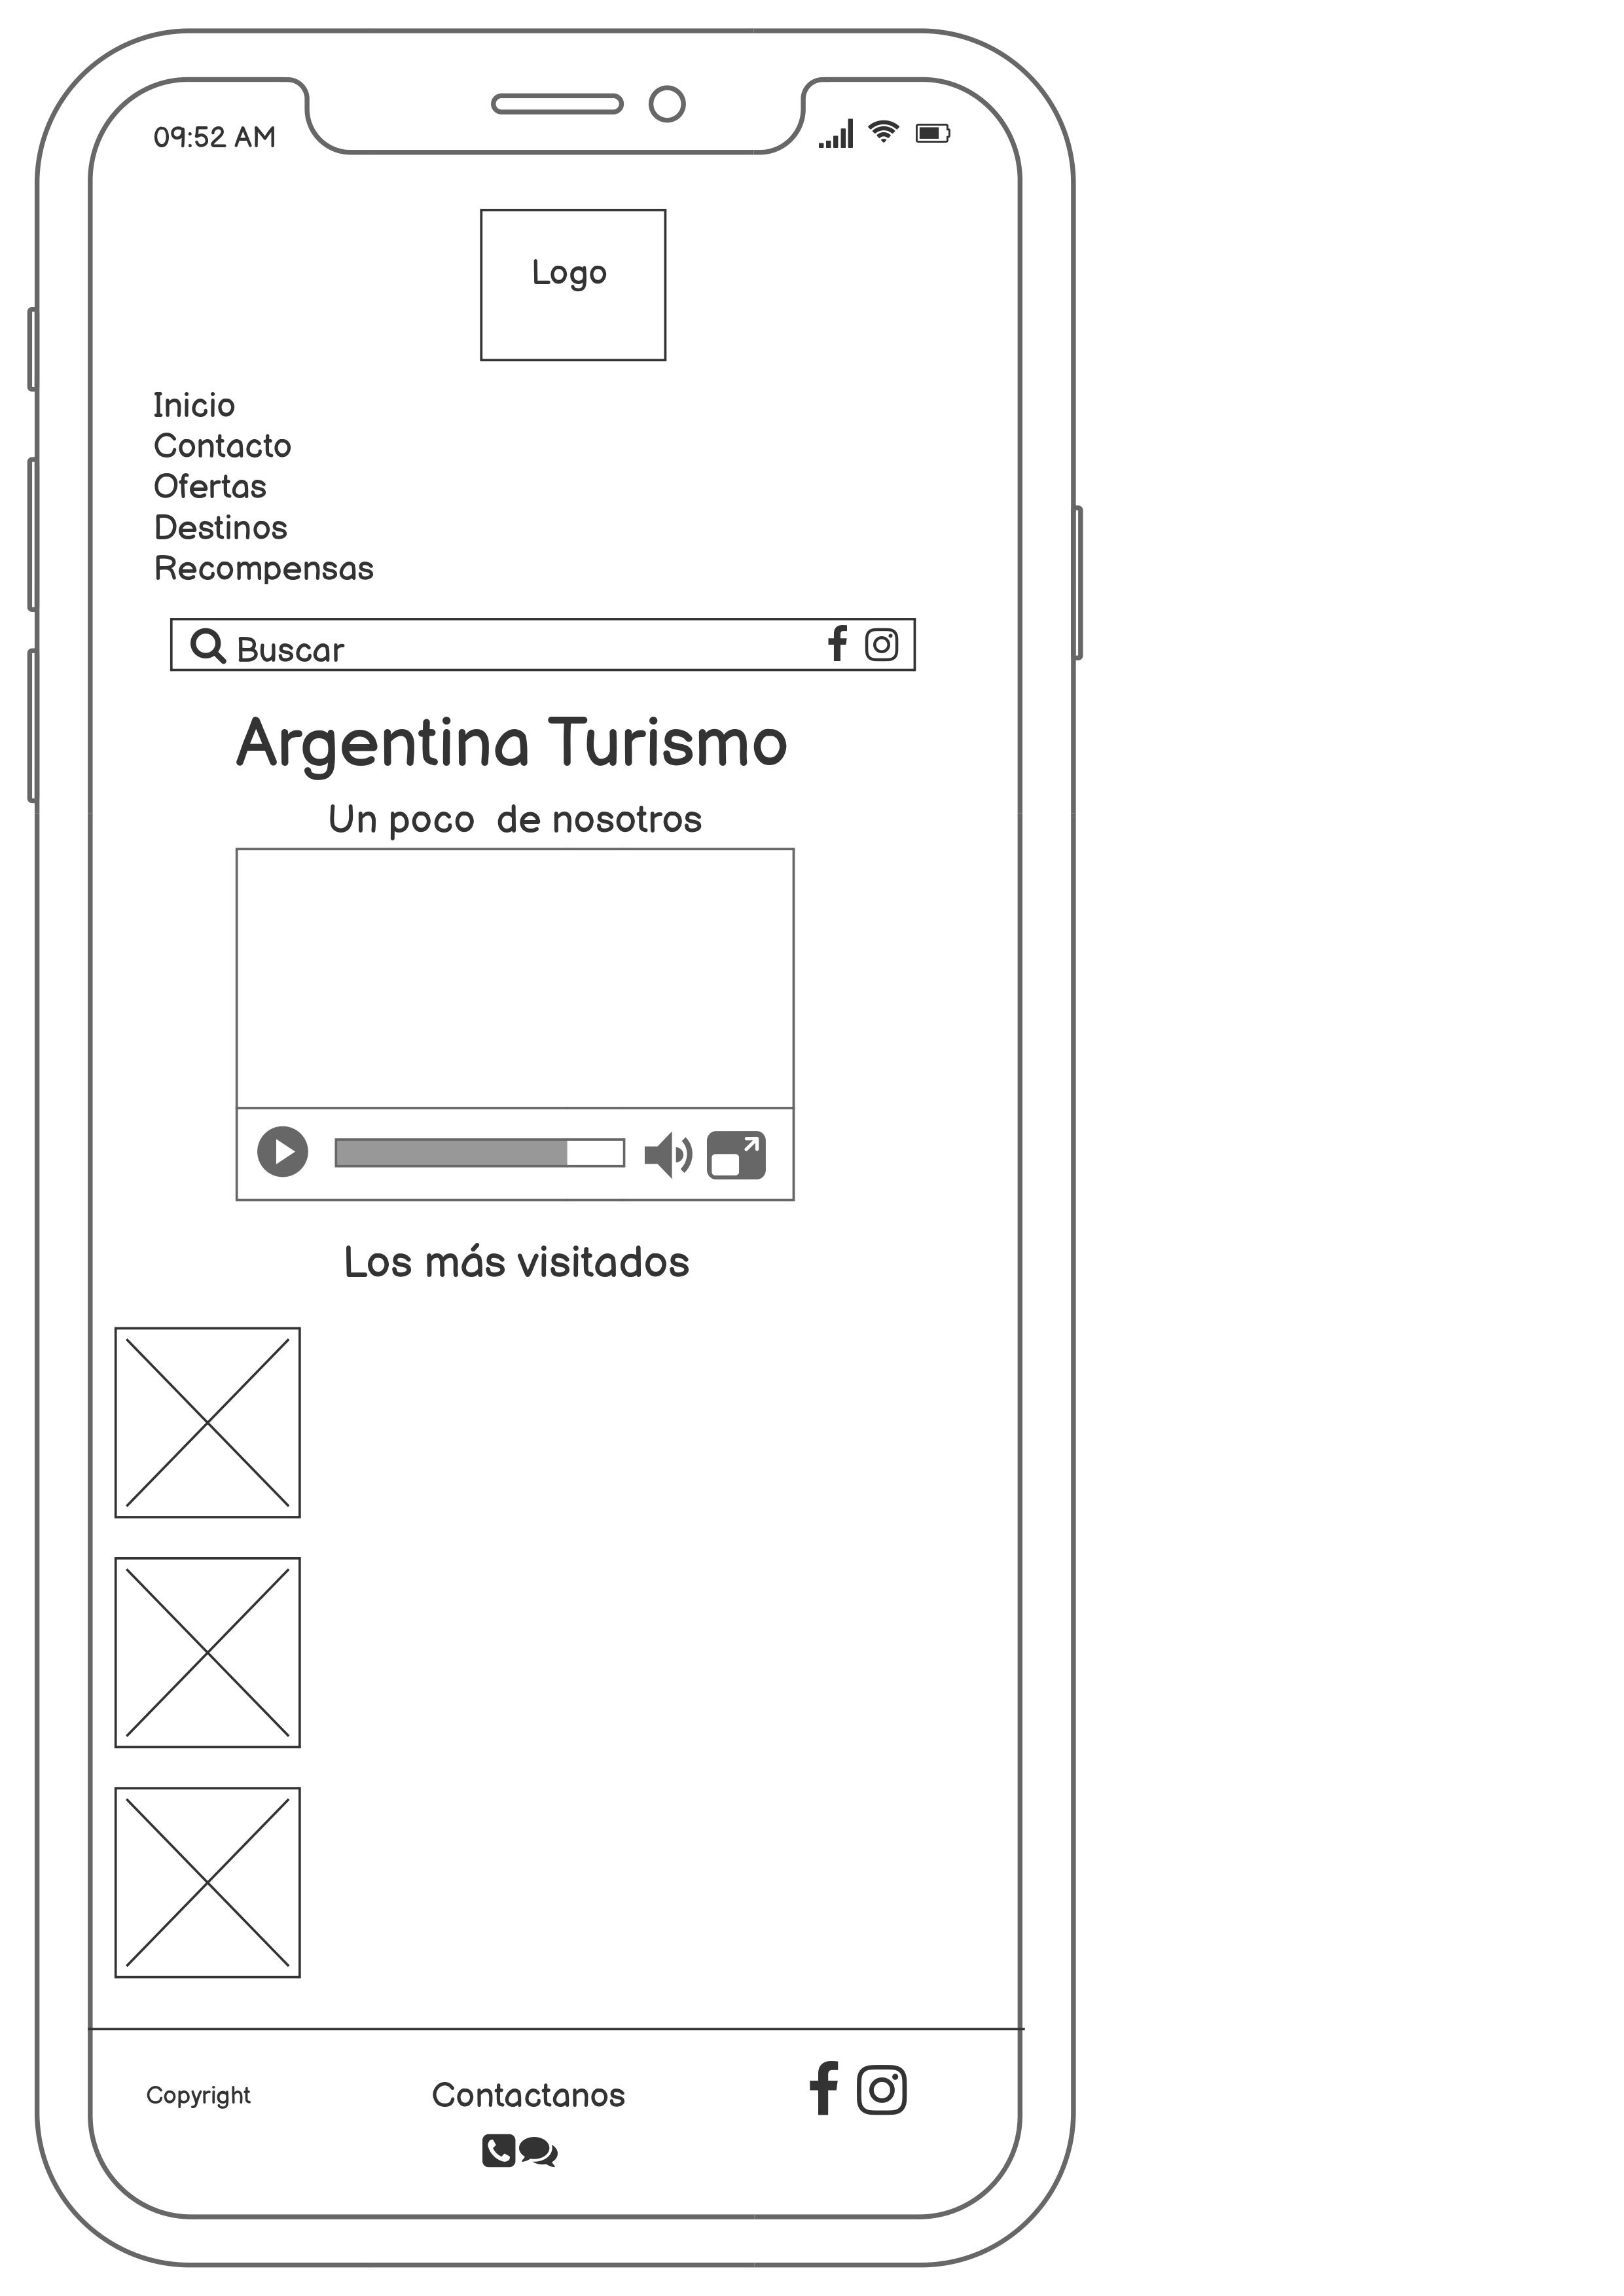 09:52 AM
Logo
Inicio
Contacto
Ofertas
Destinos
Recompensas
Buscar
Argentina Turismo
Un poco  de nosotros
Los más visitados
Copyright
Contactanos